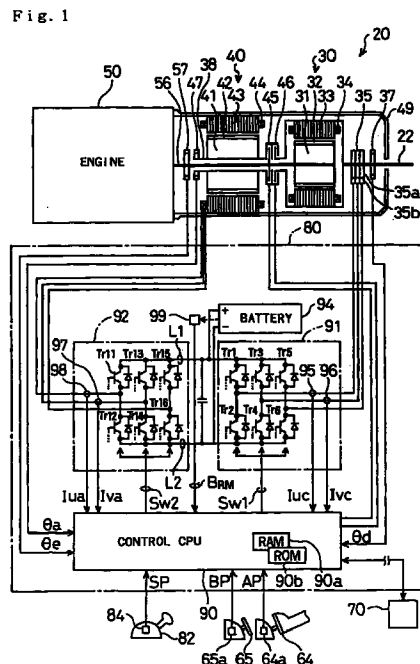 Fig. 1
20
50
40
30
56 57 47 38 41 42 43 44 46 31 32 33 34 35 37 49
45
ENGINE
22
35a
35b
80
92
99
BATTERY
94
91
+
-
L1
97
98
Tr11 Tr13 Tr15
Tr1 Tr3 Tr5
95 96
Tr12 Tr14 Tr16
Tr2 Tr4 Tr6
L2
Iua Iva
SW2
BRM
SW1
Iuc Ivc
θa
θe
CONTROL CPU
RAM
ROM
θd
90a
90b
SP
BP
AP
90
84
82
65a 65 64a 64
70